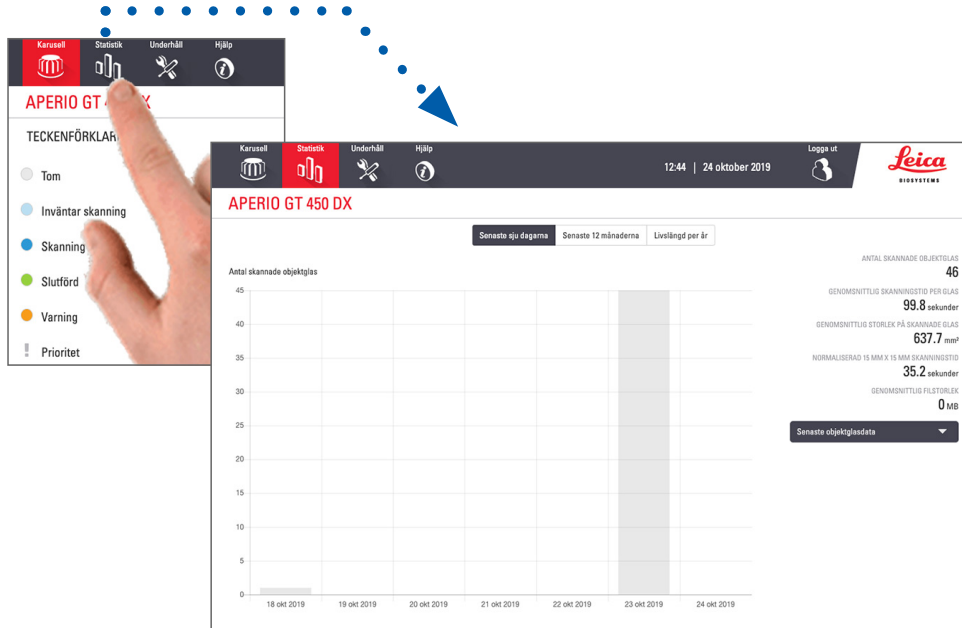 Karusell Statistik Underhåll Hjälp
APERIO GT 4 DX
TECKENFÖRKLAR
Tom
Inväntar skanning
Skanning
Slutförd
Varning
! Prioritet
Karusell Statistik Underhåll Hjälp 12:44 | 24 oktober 2019 Logga ut Leica
BIOSYSTEMS
APERIO GT 450 DX
Senaste sju dagarna Senaste 12 månaderna Livslängd per år
Antal skannade objektglas
45
40
35
30
25
20
15
10
5
0
18 okt 2019 19 okt 2019 20 okt 2019 21 okt 2019 22 okt 2019 23 okt 2019 24 okt 2019
ANTAL SKANNADE OBJEKTGLAS
46
GENOMSNITTLIG SKANNINGSTID PER GLAS
99.8 sekunder
GENOMSNITTLIG STORLEK PÅ SKANNADE GLAS
637.7 mm²
NORMALISERAD 15 MM X 15 MM SKANNINGSTID
35.2 sekunder
GENOMSNITTLIG FILSTORLEK
0 MB
Senaste objektglasdata